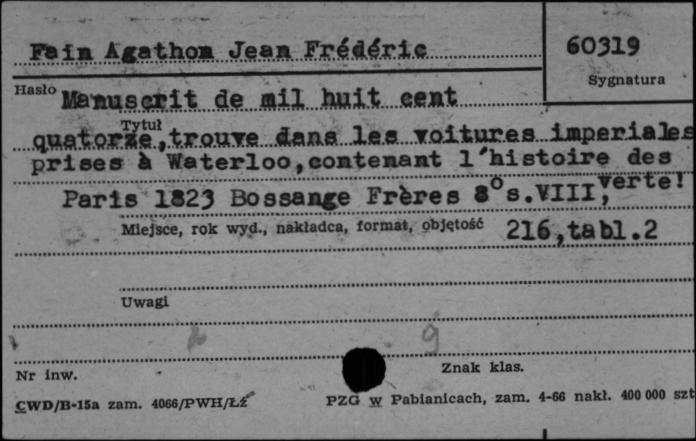 Fain Agathon Jean Frédéric
60319
Sygnatura
Hasło Manuscrit de mil huit cent
Tytuł
quatorze,trouve dans les voitures imperiales
prises à Waterloo,contenant l'histoire des
verte!
Paris 1823 Bossange Frères 8° s.VIII,
Miejsce, rok wyd., nakładca, format, objętość 216,tabl.2
Uwagi
9
Nr inw.
Znak klas.
CWD/B-15a zam. 4066/PWH/Łź
PZG w Pabianicach, zam. 4-66 nakł. 400 000 szt